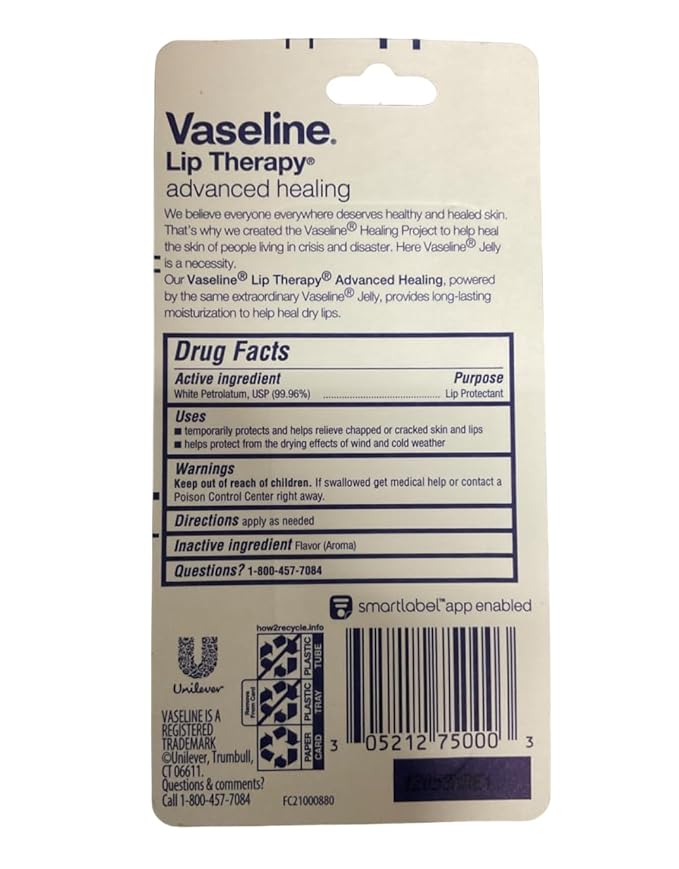 Vaseline®
Lip Therapy®
advanced healing
We believe everyone everywhere deserves healthy and healed skin.
That's why we created the Vaseline® Healing Project to help heal
the skin of people living in crisis and disaster. Here Vaseline® Jelly
is a necessity.
Our Vaseline® Lip Therapy® Advanced Healing, powered
by the same extraordinary Vaseline® Jelly, provides long-lasting
moisturization to help heal dry lips.
Drug Facts
Active ingredient Purpose
White Petrolatum, USP (99.96%) ........................................ Lip Protectant
Uses
■ temporarily protects and helps relieve chapped or cracked skin and lips
■ helps protect from the drying effects of wind and cold weather
Warnings
Keep out of reach of children. If swallowed get medical help or contact a
Poison Control Center right away.
Directions apply as needed
Inactive ingredient Flavor (Aroma)
Questions? 1-800-457-7084
smartlabel™ app enabled
how2recycle.info
PLASTIC
TUBE
Remove
From Card
PLASTIC
TRAY
PAPER
CARD
Unilever
VASELINE IS A
REGISTERED
TRADEMARK
©Unilever, Trumbull,
CT 06611.
Questions & comments?
Call 1-800-457-7084
FC21000880
3 05212 75000 3